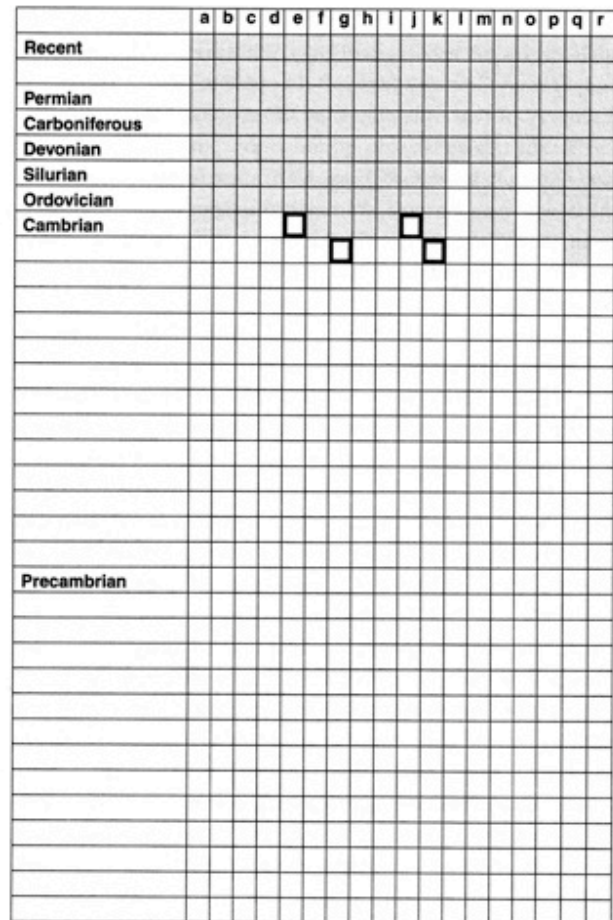 a b c d e f g h i j k l m n o p q r
Recent
Permian
Carboniferous
Devonian
Silurian
Ordovician
Cambrian
Precambrian